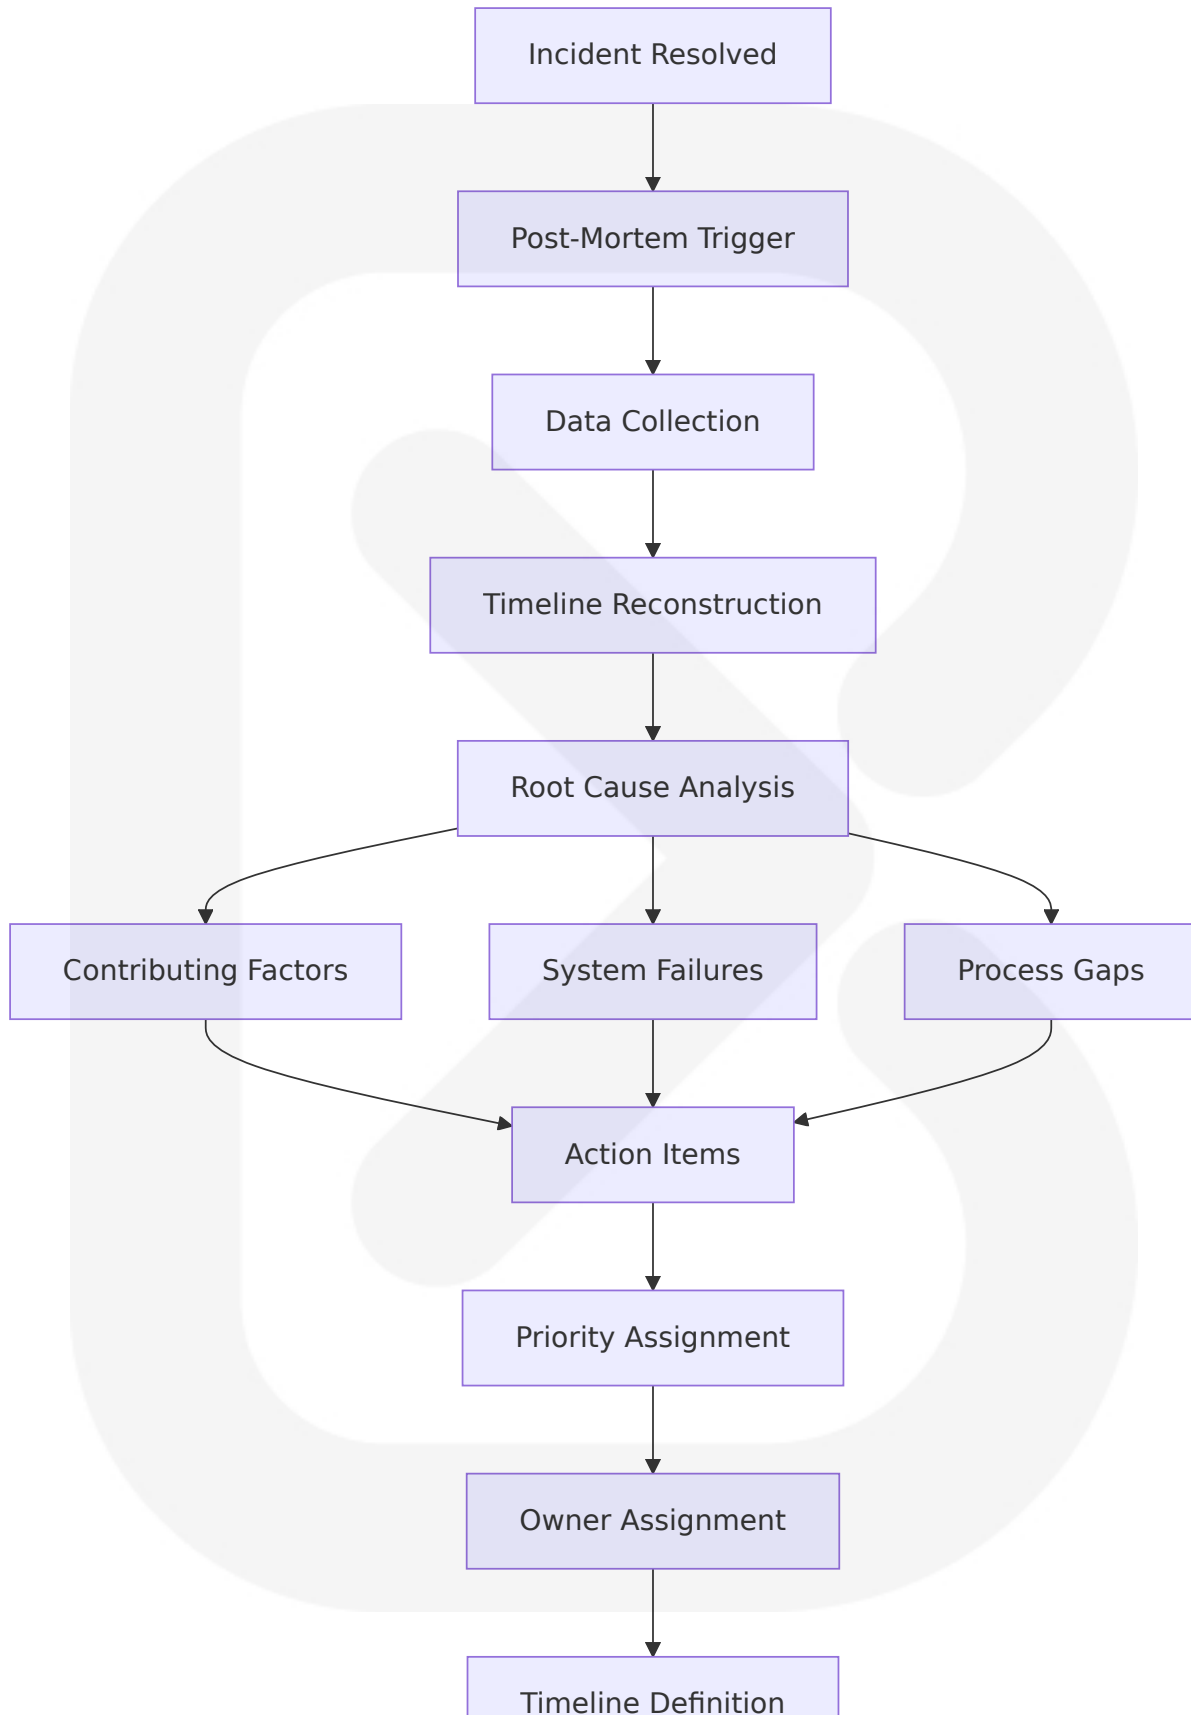 Incident Resolved
Post-Mortem Trigger
Data Collection
Timeline Reconstruction
Root Cause Analysis
Contributing Factors
System Failures
Process Gaps
Action Items
Priority Assignment
Owner Assignment
Timeline Definition